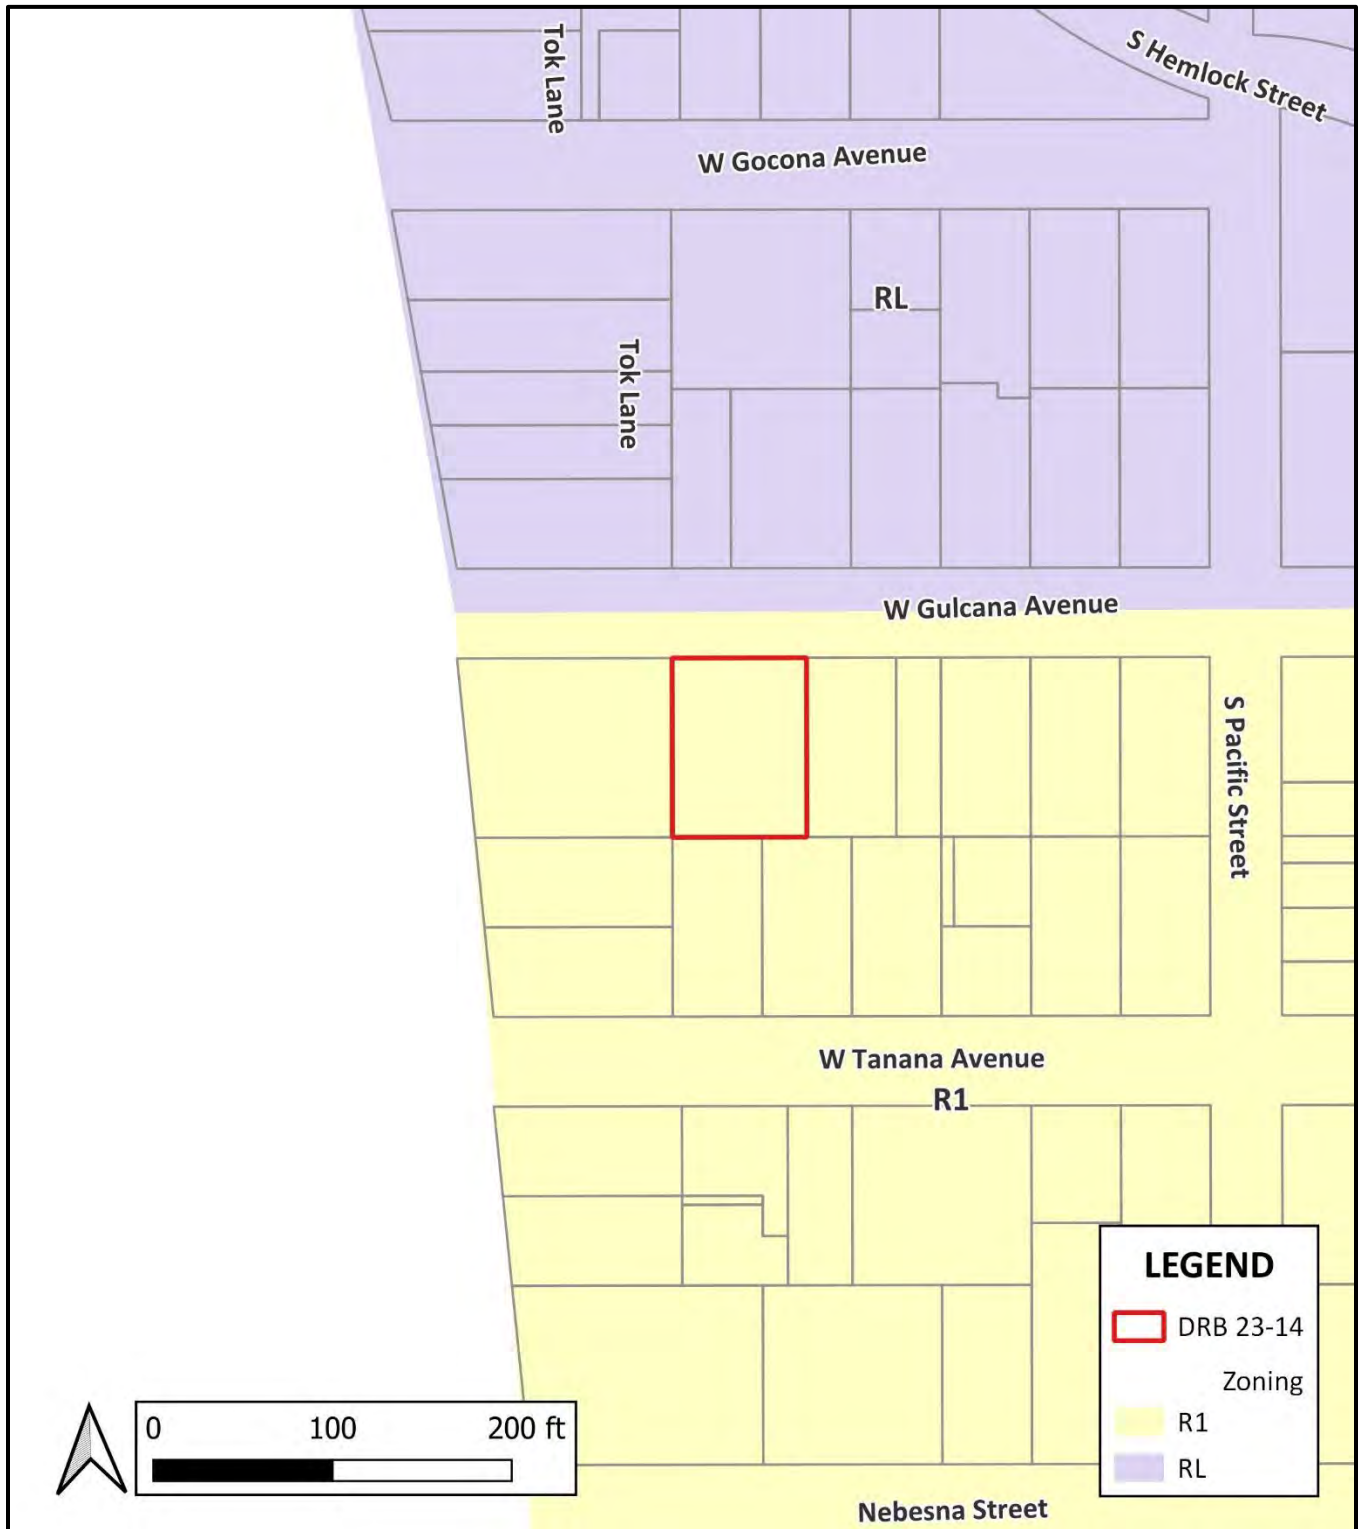 Tok Lane
S Hemlock Street
W Gocona Avenue
RL
Tok Lane
W Gulcana Avenue
S Pacific Street
W Tanana Avenue
R1
LEGEND
DRB 23-14
Zoning
R1
RL
0 100 200 ft
Nebesna Street